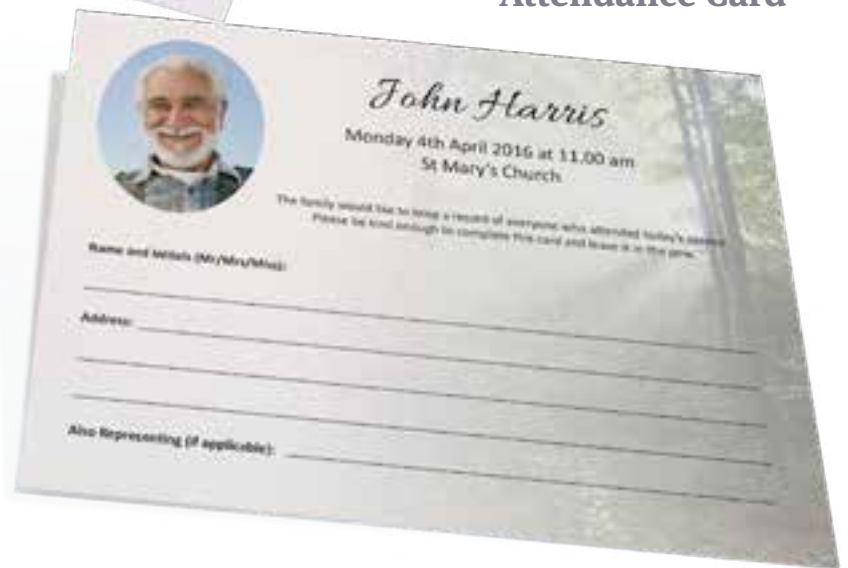 Attendance Card
John Harris
Monday 4th April 2016 at 11.00 am
St Mary's Church
The family would like to keep a record of everyone who attended today's service.
Please be kind enough to complete this card and leave it in the pew.
Name and Initials (Mr/Mrs/Miss):
Address:
Also Representing (if applicable):